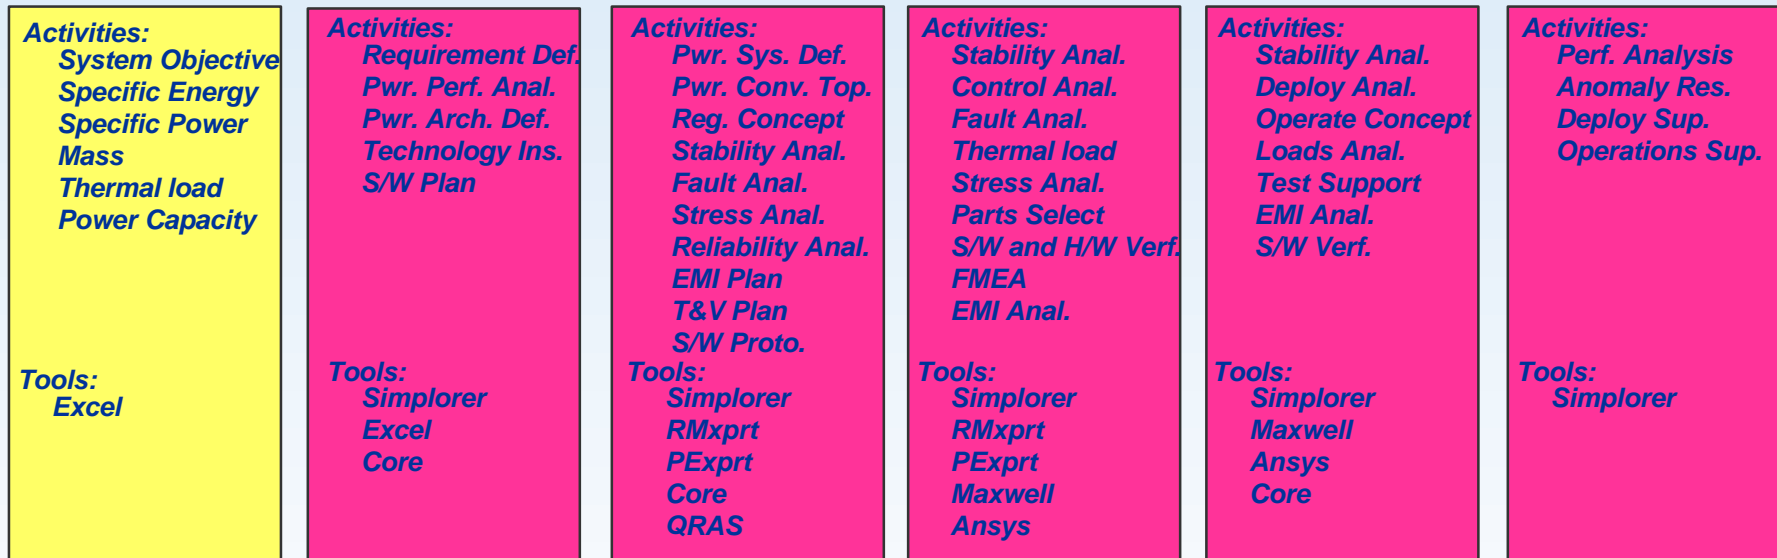 Activities:
System Objective
Specific Energy
Specific Power
Mass
Thermal load
Power Capacity
Tools:
Excel
Activities:
Requirement Def.
Pwr. Perf. Anal.
Pwr. Arch. Def.
Technology Ins.
S/W Plan
Tools:
Simplorer
Excel
Core
Activities:
Pwr. Sys. Def.
Pwr. Conv. Top.
Reg. Concept
Stability Anal.
Fault Anal.
Stress Anal.
Reliability Anal.
EMI Plan
T&V Plan
S/W Proto.
Tools:
Simplorer
RMxprt
PExprt
Core
QRAS
Activities:
Stability Anal.
Control Anal.
Fault Anal.
Thermal load
Stress Anal.
Parts Select
S/W and H/W Verf.
FMEA
EMI Anal.
Tools:
Simplorer
RMxprt
PExprt
Maxwell
Ansys
Activities:
Stability Anal.
Deploy Anal.
Operate Concept
Loads Anal.
Test Support
EMI Anal.
S/W Verf.
Tools:
Simplorer
Maxwell
Ansys
Core
Activities:
Perf. Analysis
Anomaly Res.
Deploy Sup.
Operations Sup.
Tools:
Simplorer